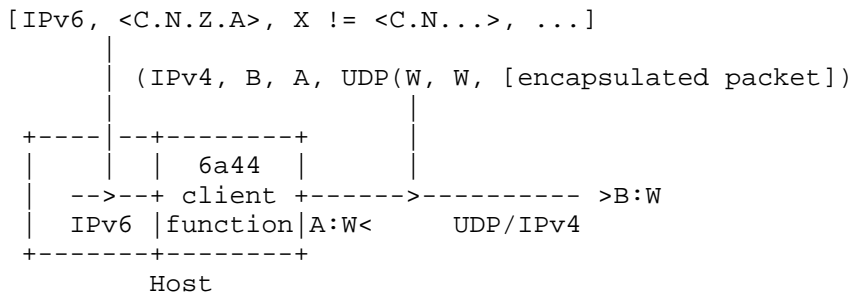 [IPv6, <C.N.Z.A>, X != <C.N...>, ...]
(IPv4, B, A, UDP(W, W, [encapsulated packet])
6a44
-->--+ client +------>---------- >B:W
IPv6 |function|A:W< UDP/IPv4
Host